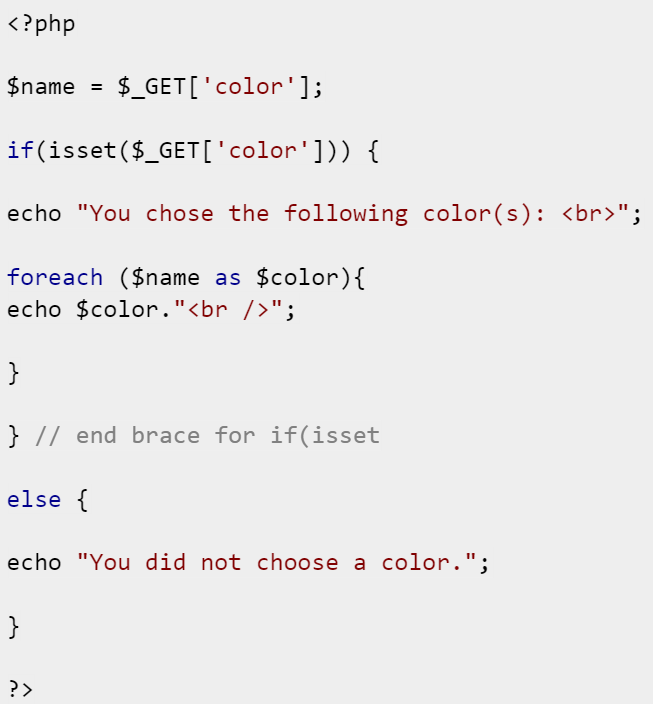 <?php
$name = $_GET['color'];
if(isset($_GET['color'])) {
echo "You chose the following color(s): <br>";
foreach ($name as $color){
echo $color."<br />";
}
} // end brace for if(isset
else {
echo "You did not choose a color.";
}
?>